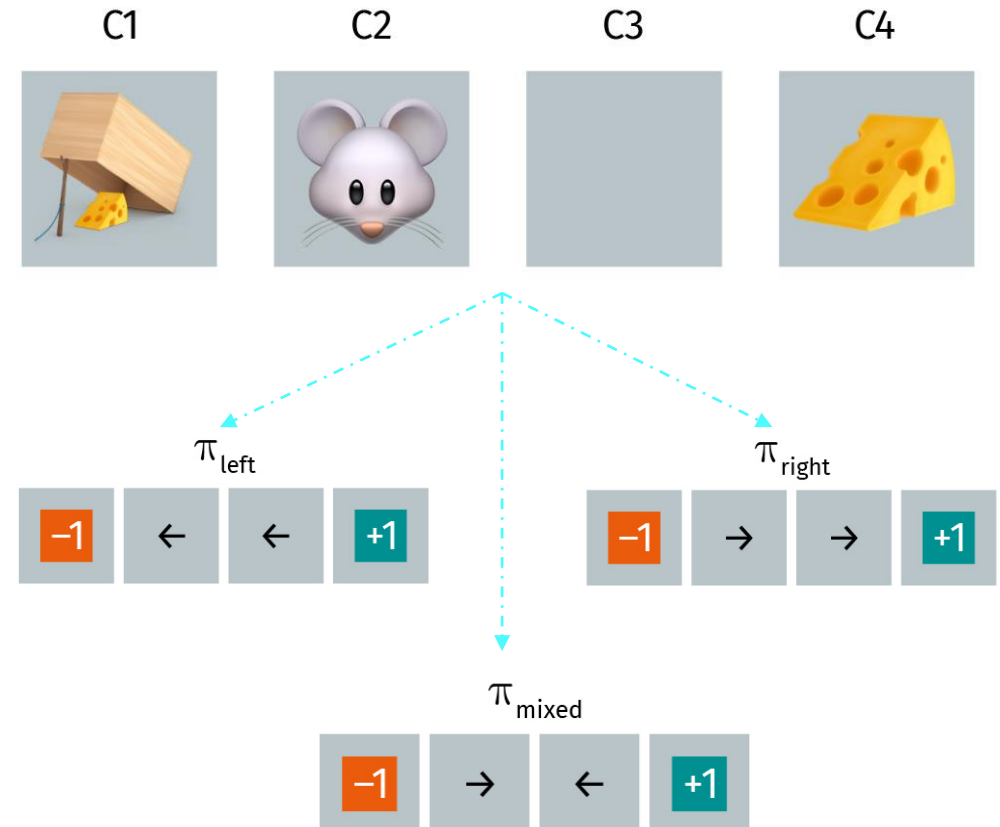 C1 C2 C3 C4
π left
−1 ← ← +1
π right
−1 → → +1
π mixed
−1 → ← +1